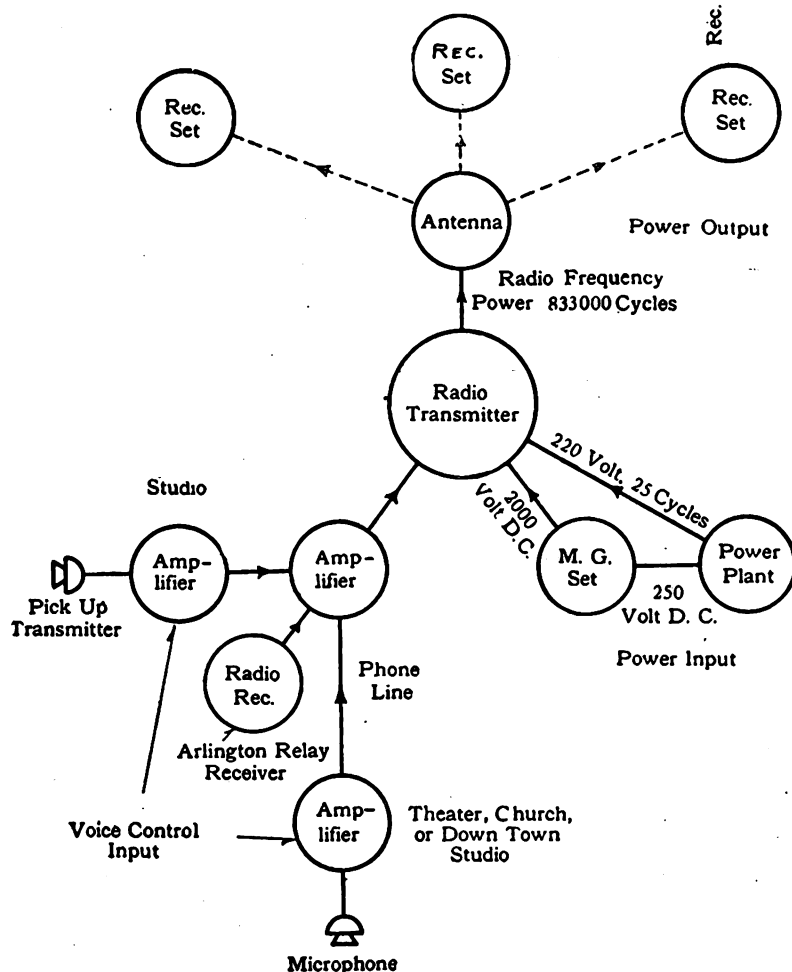 Rec.
REC.
Set
Rec.
Set
Rec.
Set
Antenna
Power Output
Radio Frequency
Power 833000 Cycles
Radio
Transmitter
220 Volt, 25 Cycles
2000
Volt D.C.
Studio
Amp-
lifier
Amp-
lifier
M. G.
Set
Power
Plant
250
Volt D. C.
Pick Up
Transmitter
Power Input
Radio
Rec.
Phone
Line
Arlington Relay
Receiver
Amp-
lifier
Theater, Church,
or Down Town
Studio
Voice Control
Input
Microphone